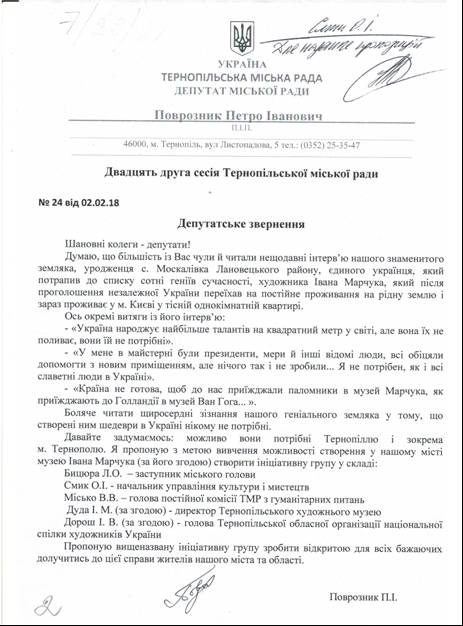 Смик О.І.
Для надання пропозицій
УКРАЇНА
ТЕРНОПІЛЬСЬКА МІСЬКА РАДА
ДЕПУТАТ МІСЬКОЇ РАДИ
Поврозник Петро Іванович
П.І.П.
46000, м. Тернопіль, вул Листопадова, 5 тел.: (0352) 25-35-47
Двадцять друга сесія Тернопільської міської ради
№ 24 від 02.02.18
Депутатське звернення
Шановні колеги - депутати!
Думаю, що більшість із Вас чули й читали нещодавні інтерв'ю нашого знаменитого
земляка, уродженця с. Москалівка Лановецького району, єдиного українця, який
потрапив до списку сотні геніїв сучасності, художника Івана Марчука, який після
проголошення незалежної України переїхав на постійне проживання на рідну землю і
зараз проживає у м. Києві у тісній однокімнатній квартирі.
Ось окремі витяги із його інтерв'ю:
- «Україна народжує найбільше талантів на квадратний метр у світі, але вона їх не
поливає, вони їй не потрібні».
- «У мене в майстерні були президенти, мери й інші відомі люди, всі обіцяли
допомогти з новим приміщенням, але нічого так і не зробили... Я не потрібен, як і всі
славетні люди в Україні».
- «Країна не готова, щоб до нас приїжджали паломники в музей Марчука, як
приїжджають до Голландії в музей Ван Гога... ».
Боляче читати щиросердні зізнання нашого геніального земляка у тому, що
створені ним шедеври в Україні нікому не потрібні.
Давайте задумаємось: можливо вони потрібні Тернопіллю і зокрема
м. Тернополю. Я пропоную з метою вивчення можливості створення у нашому місті
музею Івана Марчука (за його згодою) створити ініціативну групу у складі:
Бицюра Л.О. – заступник міського голови
Смик О.І. - начальник управління культури і мистецтв
Місько В.В. – голова постійної комісії ТМР з гуманітарних питань
Дуда І. М. (за згодою) - директор Тернопільського художнього музею
Дорош І. В. (за згодою) - голова Тернопільської обласної організації національної
спілки художників України
Пропоную вищеназвану ініціативну групу зробити відкритою для всіх бажаючих
долучитись до цієї справи жителів нашого міста та області.
Поврозник П.І.
2